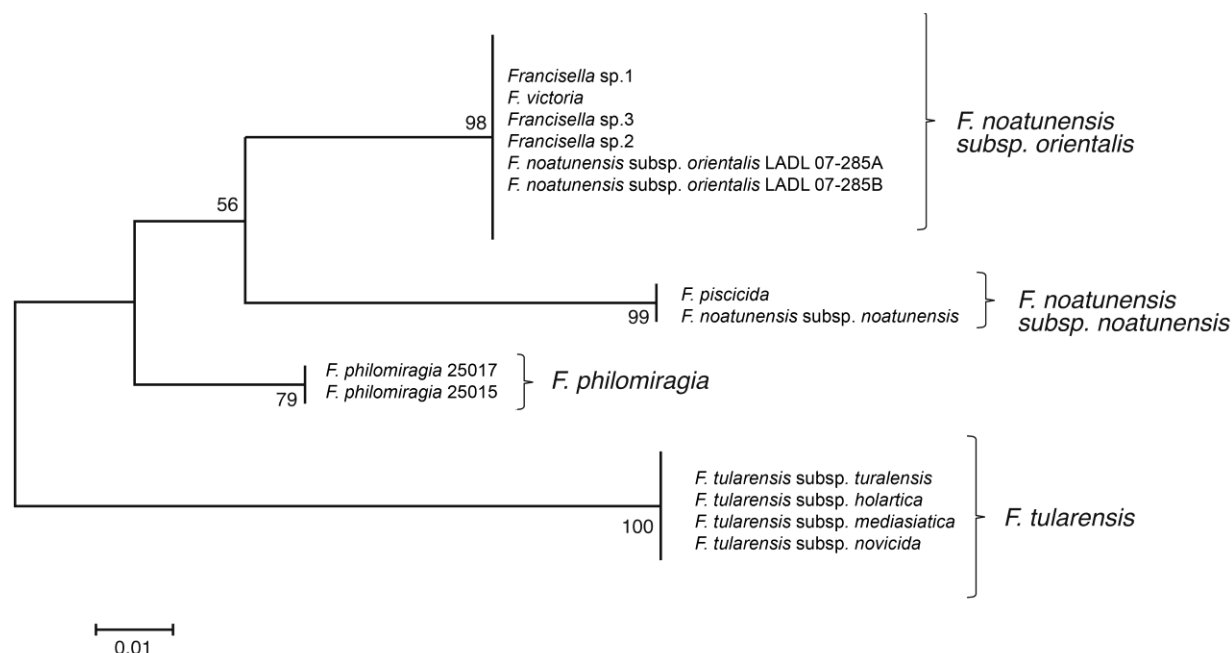 Francisella sp.1
F. victoria
Francisella sp.3
Francisella sp.2
F. noatunensis subsp. orientalis LADL 07-285A
F. noatunensis subsp. orientalis LADL 07-285B
98
F. noatunensis
subsp. orientalis
56
F. piscicida
F. noatunensis subsp. noatunensis
99
F. noatunensis
subsp. noatunensis
F. philomiragia 25017
F. philomiragia 25015
79
F. philomiragia
F. tularensis subsp. turalensis
F. tularensis subsp. holartica
F. tularensis subsp. mediasiatica
F. tularensis subsp. novicida
100
F. tularensis
0.01